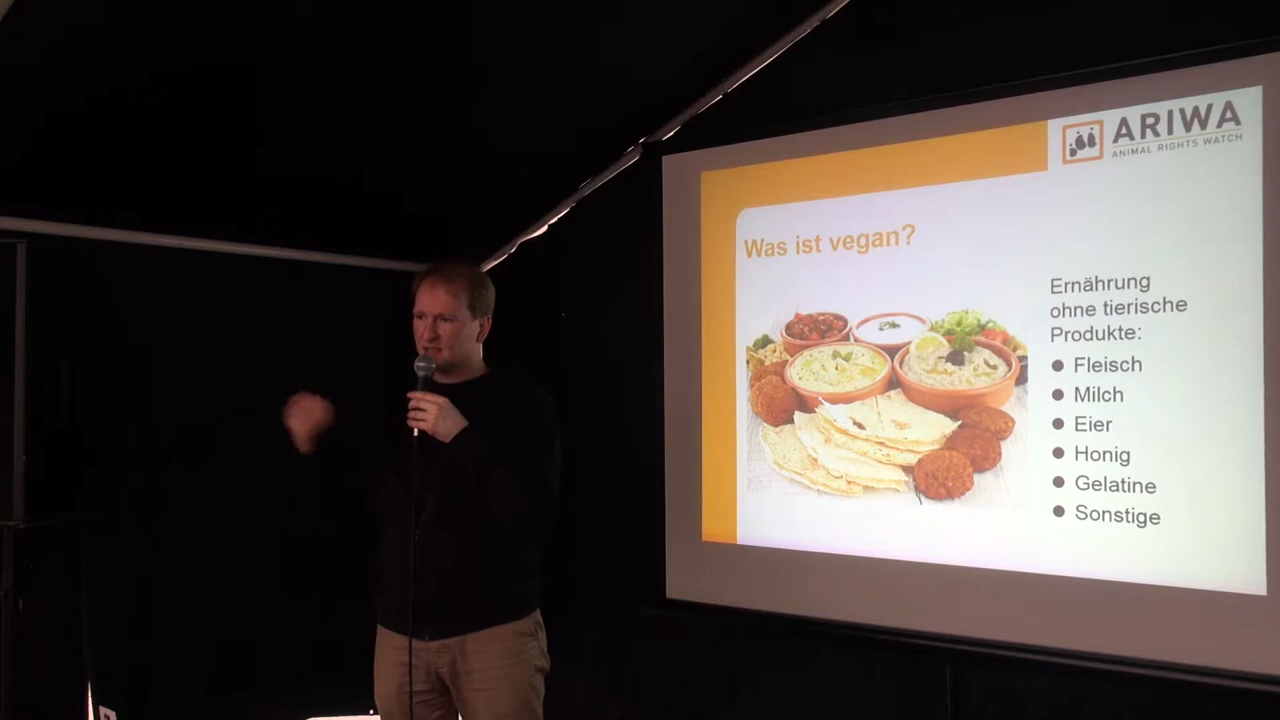 ARIWA
ANIMAL RIGHTS WATCH
Was ist vegan?
Ernährung
ohne tierische
Produkte:
● Fleisch
● Milch
● Eier
● Honig
● Gelatine
● Sonstige